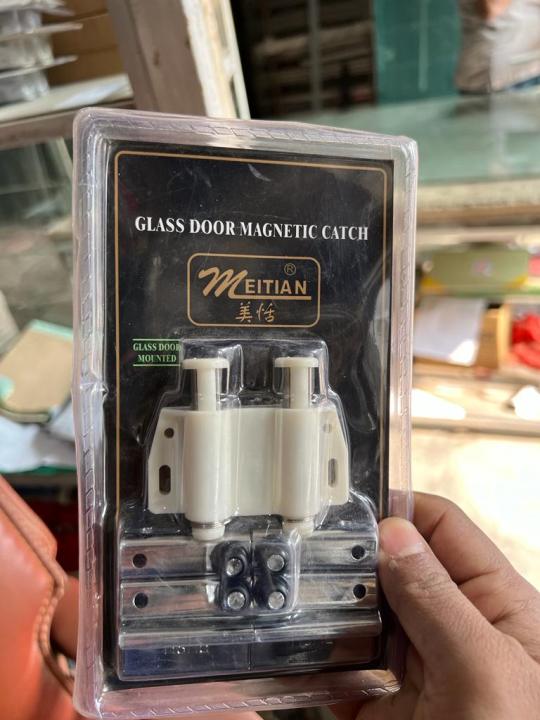 GLASS DOOR MAGNETIC CATCH
MEITIAN®
美恬
GLASS DOOR
MOUNTED